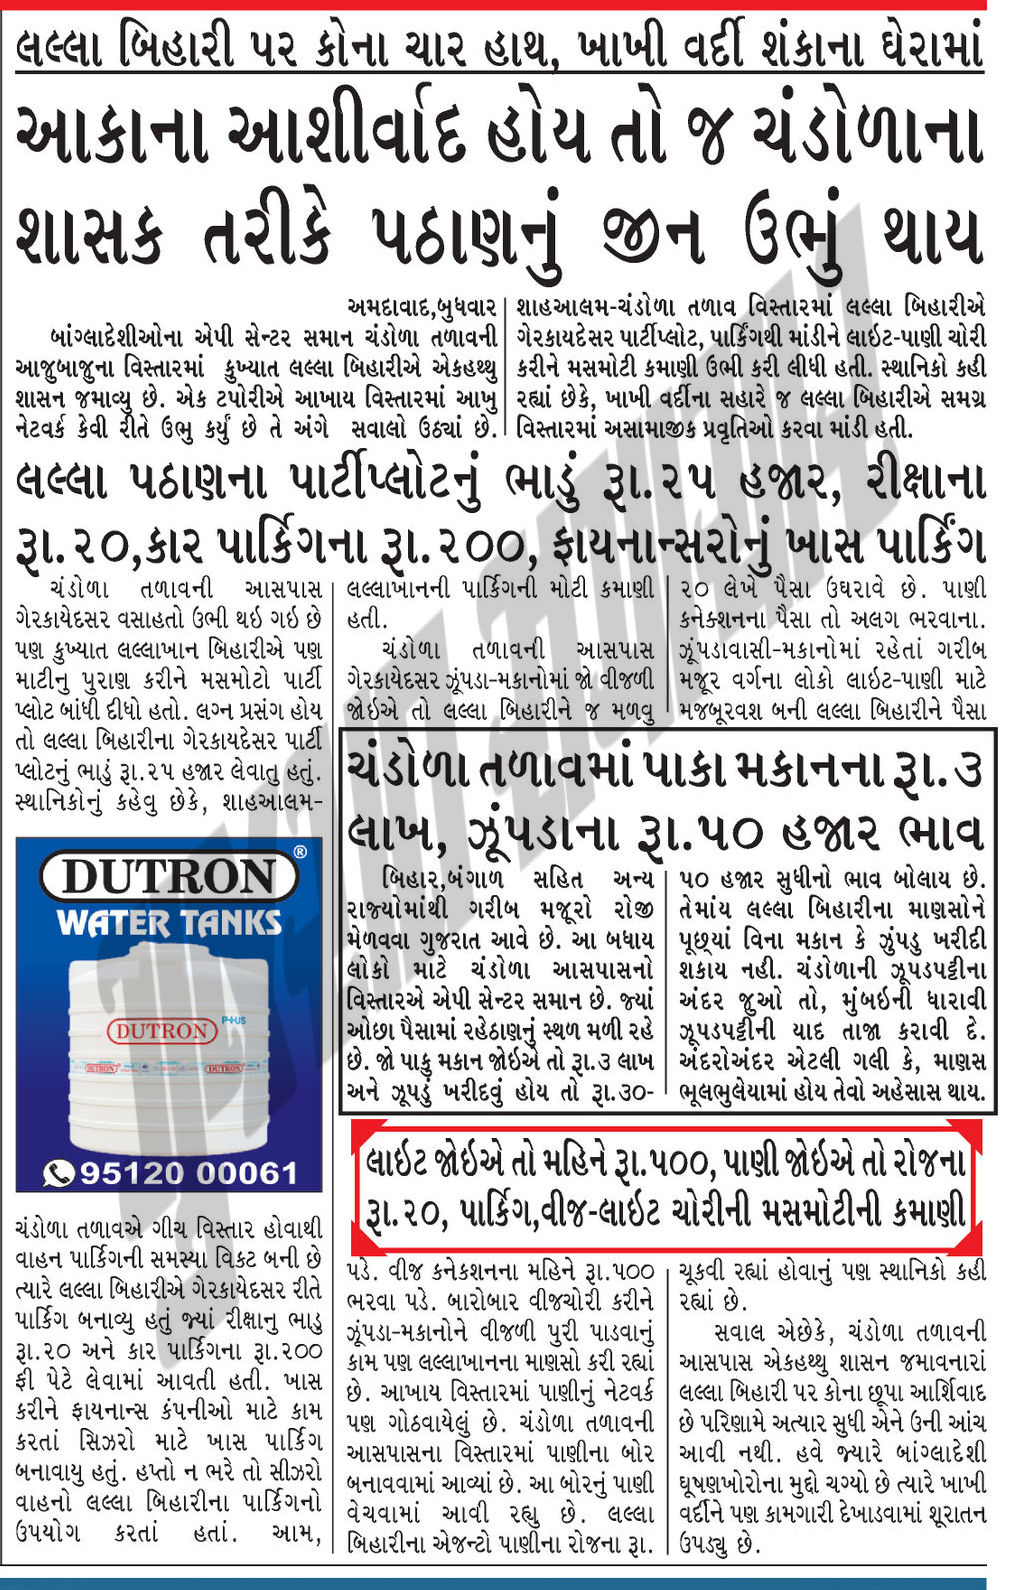 લલ્લા બિહારી પર કોના ચાર હાથ, ખાખી વર્દી શંકાના ઘેરામાં
આકાના આશીર્વાદ હોય તો જ ચંડોળાના
શાસક તરીકે પઠાણનું જીન ઉભું થાય
અમદાવાદ,બુધવાર
બાંગ્લાદેશીઓના એપી સેન્ટર સમાન ચંડોળા તળાવની
આજુબાજુના વિસ્તારમાં કુખ્યાત લલ્લા બિહારીએ એકહથ્થુ
શાસન જમાવ્યુ છે. એક ટપોરીએ આખાય વિસ્તારમાં આખુ
નેટવર્ક કેવી રીતે ઉભુ કર્યું છે તે અંગે સવાલો ઉઠ્યાં છે.
શાહઆલમ-ચંડોળા તળાવ વિસ્તારમાં લલ્લા બિહારીએ
ગેરકાયદેસર પાર્ટીપ્લોટ, પાર્કિંગથી માંડીને લાઇટ-પાણી ચોરી
કરીને મસમોટી કમાણી ઉભી કરી લીધી હતી. સ્થાનિકો કહી
રહ્યાં છેકે, ખાખી વર્દીના સહારે જ લલ્લા બિહારીએ સમગ્ર
વિસ્તારમાં અસામાજીક પ્રવૃતિઓ કરવા માંડી હતી.
લલ્લા પઠાણના પાર્ટીપ્લોટનું ભાડું રૂા.૨૫ હજાર, રીક્ષાના
રૂા.૨૦,કાર પાર્કિગના રૂા.૨૦૦, ફાયનાન્સરોનું ખાસ પાર્કિંગ
ચંડોળા તળાવની આસપાસ
ગેરકાયેદસર વસાહતો ઉભી થઇ ગઇ છે
પણ કુખ્યાત લલ્લાખાન બિહારીએ પણ
માટીનુ પુરાણ કરીને મસમોટો પાર્ટી
પ્લોટ બાંધી દીધો હતો. લગ્ન પ્રસંગ હોય
તો લલ્લા બિહારીના ગેરકાયદેસર પાર્ટી
પ્લોટનું ભાડું રૂા.૨૫ હજાર લેવાતુ હતું.
સ્થાનિકોનું કહેવુ છેકે, શાહઆલમ-
DUTRON®
WATER TANKS
DUTRON PLUS
DUTRON DUTRON
95120 00061
ચંડોળા તળાવએ ગીચ વિસ્તાર હોવાથી
વાહન પાર્કિગની સમસ્યા વિકટ બની છે
ત્યારે લલ્લા બિહારીએ ગેરકાયદેસર રીતે
પાર્કિગ બનાવ્યુ હતું જ્યાં રીક્ષાનુ ભાડુ
રૂા.૨૦ અને કાર પાર્કિગના રૂા.૨૦૦
ફી પેટે લેવામાં આવતી હતી. ખાસ
કરીને ફાયનાન્સ કંપનીઓ માટે કામ
કરતાં સિઝરો માટે ખાસ પાર્કિગ
બનાવાયુ હતું. હપ્તો ન ભરે તો સીઝરો
વાહનો લલ્લા બિહારીના પાર્કિગનો
ઉપયોગ કરતાં હતાં. આમ,
લલ્લાખાનની પાર્કિગની મોટી કમાણી
હતી.
ચંડોળા તળાવની આસપાસ
ગેરકાયેદસર ઝૂંપડા-મકાનોમાં જો વીજળી
જોઇએ તો લલ્લા બિહારીને જ મળવુ
૨૦ લેખે પૈસા ઉઘરાવે છે. પાણી
કનેક્શનના પૈસા તો અલગ ભરવાના.
ઝૂંપડાવાસી-મકાનોમાં રહેતાં ગરીબ
મજૂર વર્ગના લોકો લાઇટ-પાણી માટે
મજબૂરવશ બની લલ્લા બિહારીને પૈસા
ચંડોળા તળાવમાં પાકા મકાનના રૂા.૩
લાખ, ઝૂંપડાના રૂા.૫૦ હજાર ભાવ
બિહાર,બંગાળ સહિત અન્ય
રાજ્યોમાંથી ગરીબ મજૂરો રોજી
મેળવવા ગુજરાત આવે છે. આ બધાય
લોકો માટે ચંડોળા આસપાસનો
વિસ્તારએ એપી સેન્ટર સમાન છે. જ્યાં
ઓછા પૈસામાં રહેઠાણનું સ્થળ મળી રહે
છે. જો પાકુ મકાન જોઇએ તો રૂા.૩ લાખ
અને ઝૂપડું ખરીદવું હોય તો રૂા.૩૦-
૫૦ હજાર સુધીનો ભાવ બોલાય છે.
તેમાંય લલ્લા બિહારીના માણસોને
પૂછ્યાં વિના મકાન કે ઝુંપડુ ખરીદી
શકાય નહી. ચંડોળાની ઝૂપડપટ્ટીના
અંદર જુઓ તો, મુંબઇની ધારાવી
ઝૂપડપટ્ટીની યાદ તાજા કરાવી દે.
અંદરોઅંદર એટલી ગલી કે, માણસ
ભૂલભુલેયામાં હોય તેવો અહેસાસ થાય.
લાઇટ જોઇએ તો મહિને રૂા.૫૦૦, પાણી જોઇએ તો રોજના
રૂા.૨૦, પાર્કિગ,વીજ-લાઇટ ચોરીની મસમોટીની કમાણી
પડે. વીજ કનેકશનના મહિને રૂા.૫૦૦
ભરવા પડે. બારોબાર વીજચોરી કરીને
ઝૂંપડા-મકાનોને વીજળી પુરી પાડવાનું
કામ પણ લલ્લાખાનના માણસો કરી રહ્યાં
છે. આખાય વિસ્તારમાં પાણીનું નેટવર્ક
પણ ગોઠવાયેલું છે. ચંડોળા તળાવની
આસપાસના વિસ્તારમાં પાણીના બોર
બનાવવામાં આવ્યાં છે. આ બોરનું પાણી
વેચવામાં આવી રહ્યુ છે. લલ્લા
બિહારીના એજન્ટો પાણીના રોજના રૂા.
ચૂકવી રહ્યાં હોવાનું પણ સ્થાનિકો કહી
રહ્યાં છે.
સવાલ એછેકે, ચંડોળા તળાવની
આસપાસ એકહથ્થુ શાસન જમાવનારાં
લલ્લા બિહારી પર કોના છૂપા આર્શિવાદ
છે પરિણામે અત્યાર સુધી એને ઉની આંચ
આવી નથી. હવે જ્યારે બાંગ્લાદેશી
ઘૂષણખોરોના મુદ્દો ચગ્યો છે ત્યારે ખાખી
વર્દીને પણ કામગારી દેખાડવામાં શૂરાતન
ઉપડ્યુ છે.